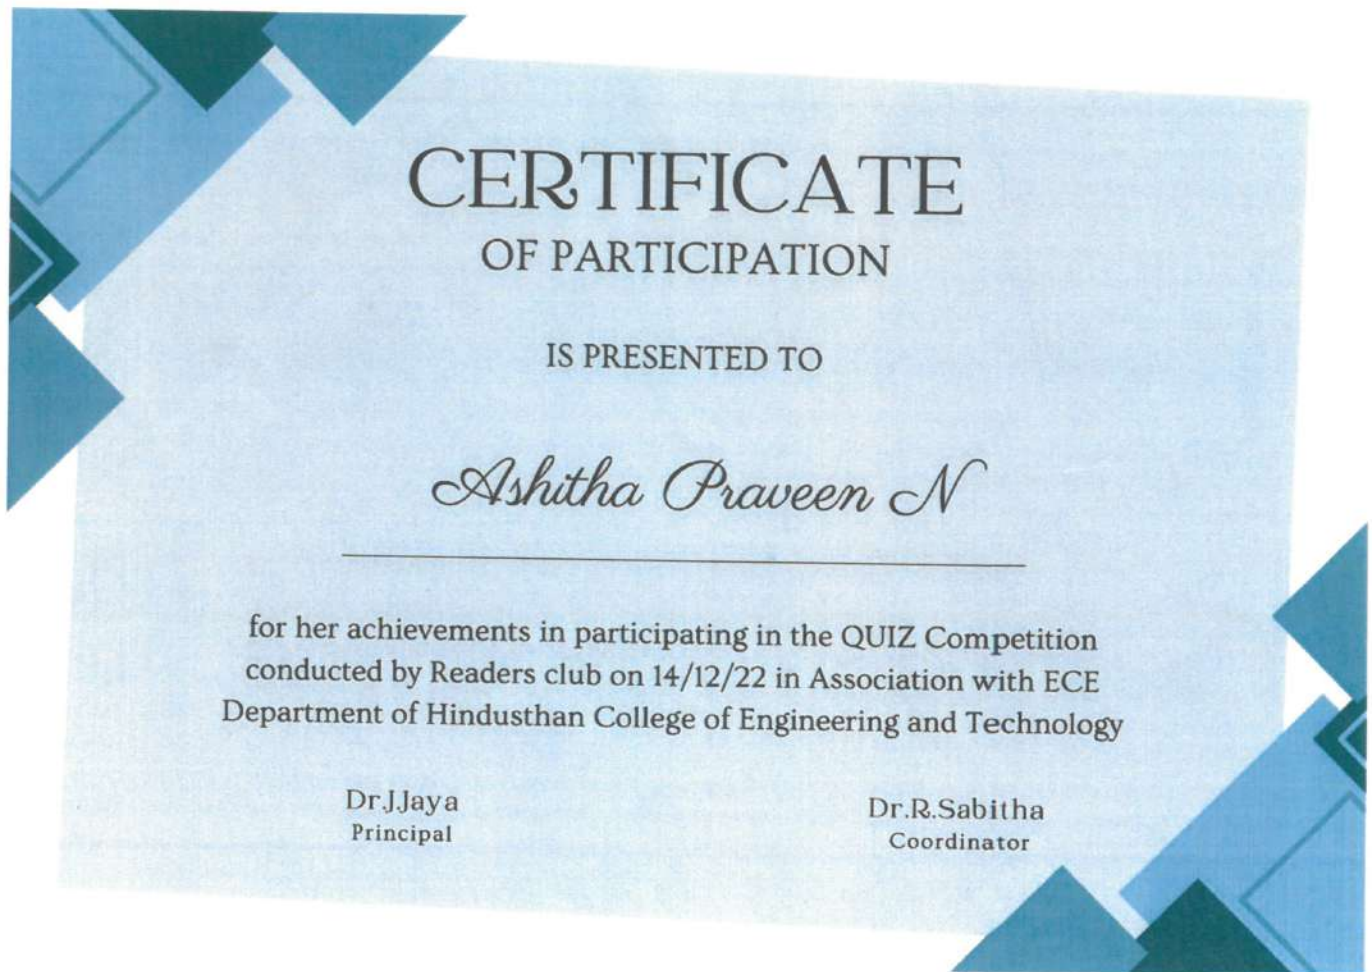 CERTIFICATE
OF PARTICIPATION
IS PRESENTED TO
Ashitha Praveen N
for her achievements in participating in the QUIZ Competition
conducted by Readers club on 14/12/22 in Association with ECE
Department of Hindusthan College of Engineering and Technology
Dr.J.Jaya
Principal
Dr.R.Sabitha
Coordinator